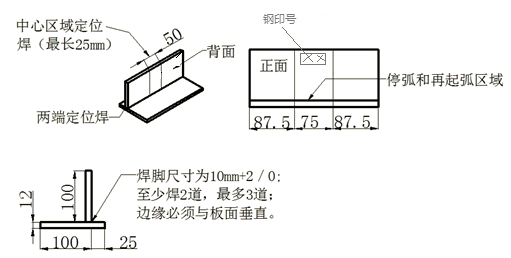 钢印号
中心区域定位
焊（最长25mm）
50
背面
正面
停弧和再起弧区域
两端定位焊
87.5 75 87.5
焊脚尺寸为10mm+2／0;
至少焊2道，最多3道;
边缘必须与板面垂直。
100
12
100 25